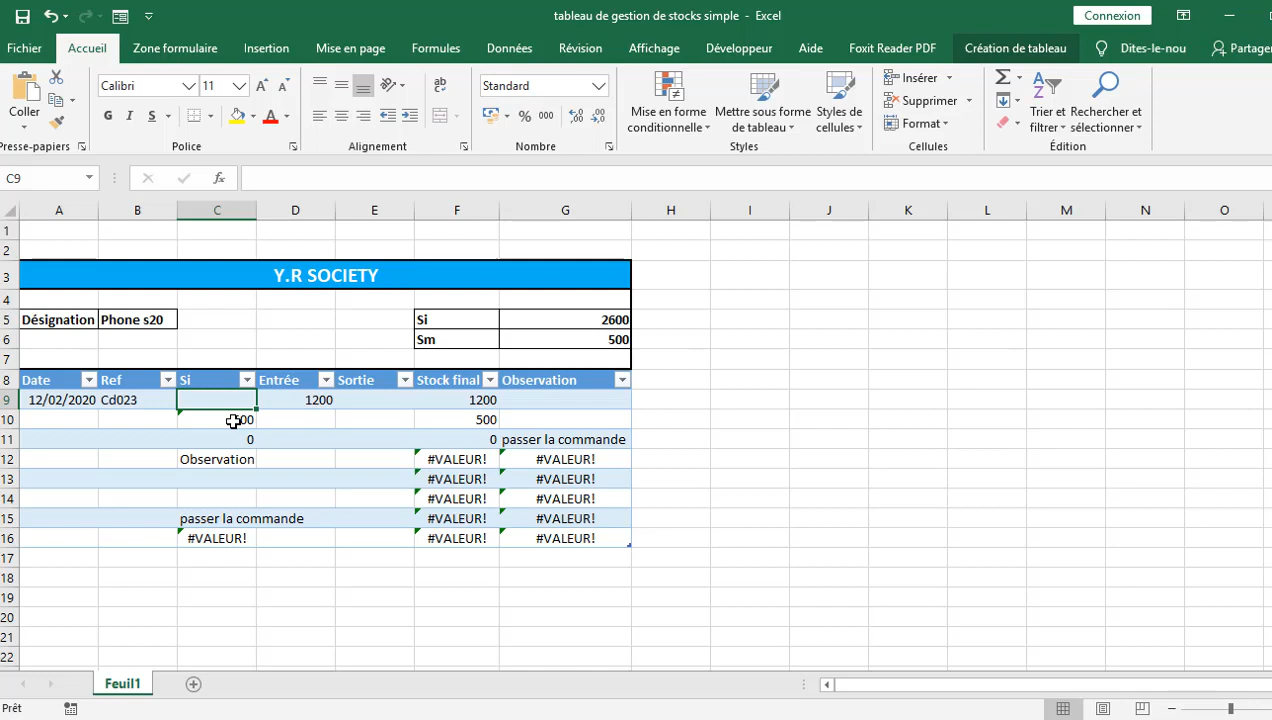 tableau de gestion de stocks simple - Excel
Connexion
Fichier Accueil Zone formulaire Insertion Mise en page Formules Données Révision Affichage Développeur Aide Foxit Reader PDF Création de tableau Dites-le-nou Partager
Coller
Calibri 11
G I S
Standard
% 000
Mise en forme conditionnelle
Mettre sous forme de tableau
Styles de cellules
Insérer
Supprimer
Format
Trier et filtrer
Rechercher et sélectionner
Presse-papiers Police Alignement Nombre Styles Cellules Édition
C9 fx
A B C D E F G H I J K L M N O
1
2
3 Y.R SOCIETY
4
5 Désignation Phone s20 Si 2600
6 Sm 500
7
8 Date Ref Si Entrée Sortie Stock final Observation
9 12/02/2020 Cd023 1200 1200
10 500
11 0 0 passer la commande
12 Observation #VALEUR! #VALEUR!
13 #VALEUR! #VALEUR!
14 #VALEUR! #VALEUR!
15 passer la commande #VALEUR! #VALEUR!
16 #VALEUR! #VALEUR! #VALEUR!
17
18
19
20
21
22
Feuil1
Prêt